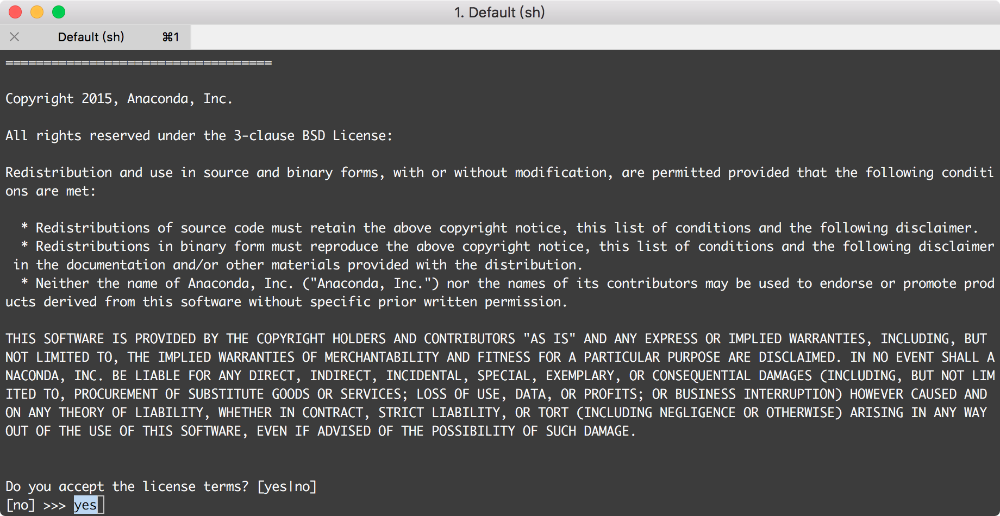 1. Default (sh)
Default (sh) ⌘1
===================================
Copyright 2015, Anaconda, Inc.
All rights reserved under the 3-clause BSD License:
Redistribution and use in source and binary forms, with or without modification, are permitted provided that the following conditi
ons are met:
  * Redistributions of source code must retain the above copyright notice, this list of conditions and the following disclaimer.
  * Redistributions in binary form must reproduce the above copyright notice, this list of conditions and the following disclaimer
 in the documentation and/or other materials provided with the distribution.
  * Neither the name of Anaconda, Inc. ("Anaconda, Inc.") nor the names of its contributors may be used to endorse or promote prod
ucts derived from this software without specific prior written permission.
THIS SOFTWARE IS PROVIDED BY THE COPYRIGHT HOLDERS AND CONTRIBUTORS "AS IS" AND ANY EXPRESS OR IMPLIED WARRANTIES, INCLUDING, BUT
NOT LIMITED TO, THE IMPLIED WARRANTIES OF MERCHANTABILITY AND FITNESS FOR A PARTICULAR PURPOSE ARE DISCLAIMED. IN NO EVENT SHALL A
NACONDA, INC. BE LIABLE FOR ANY DIRECT, INDIRECT, INCIDENTAL, SPECIAL, EXEMPLARY, OR CONSEQUENTIAL DAMAGES (INCLUDING, BUT NOT LIM
ITED TO, PROCUREMENT OF SUBSTITUTE GOODS OR SERVICES; LOSS OF USE, DATA, OR PROFITS; OR BUSINESS INTERRUPTION) HOWEVER CAUSED AND
ON ANY THEORY OF LIABILITY, WHETHER IN CONTRACT, STRICT LIABILITY, OR TORT (INCLUDING NEGLIGENCE OR OTHERWISE) ARISING IN ANY WAY
OUT OF THE USE OF THIS SOFTWARE, EVEN IF ADVISED OF THE POSSIBILITY OF SUCH DAMAGE.
Do you accept the license terms? [yes|no]
[no] >>> yes